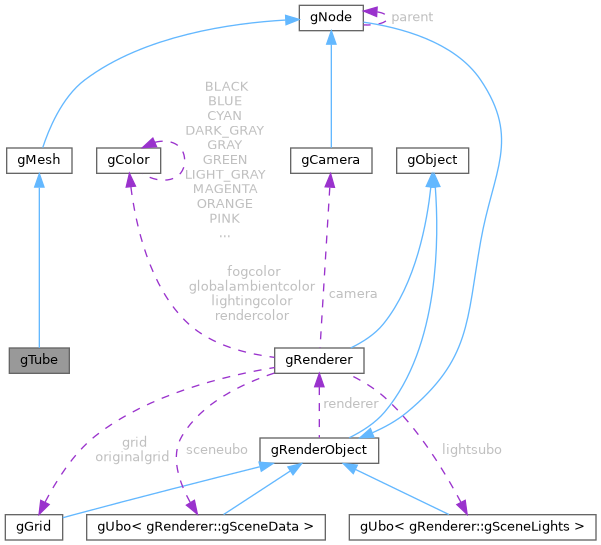 gNode
parent
BLACK
BLUE
CYAN
DARK_GRAY
GRAY
GREEN
LIGHT_GRAY
MAGENTA
ORANGE
PINK
...
gMesh
gColor
gCamera
gObject
fogcolor
globalambientcolor
lightingcolor
rendercolor
camera
gTube
gRenderer
renderer
grid
originalgrid
sceneubo
gRenderObject
lightsubo
gGrid
gUbo< gRenderer::gSceneData >
gUbo< gRenderer::gSceneLights >